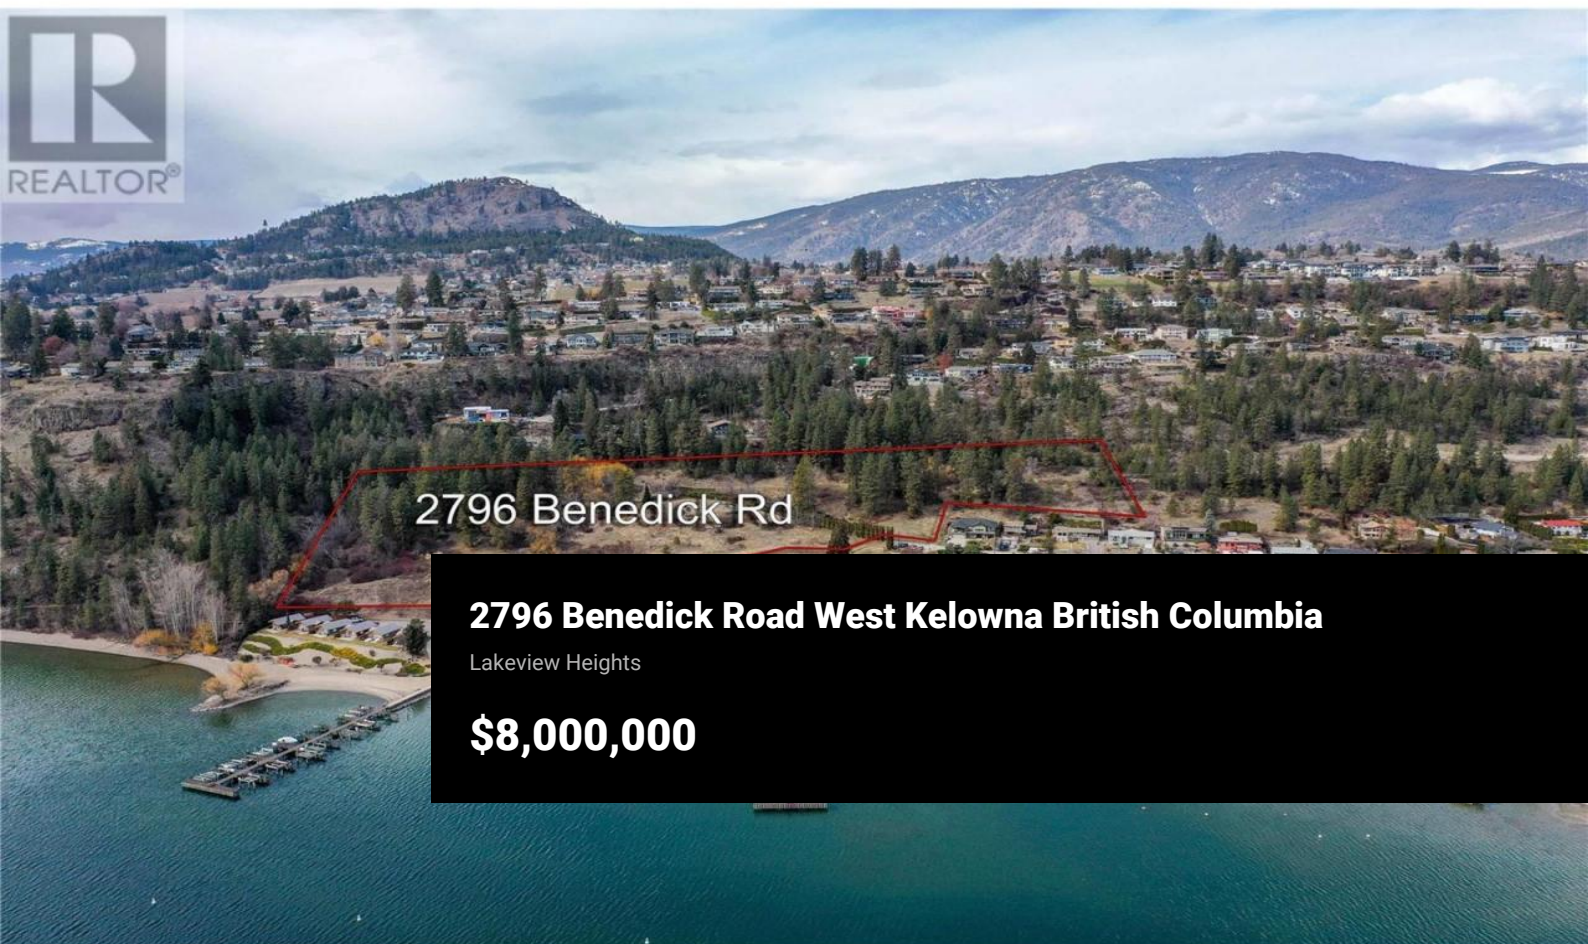 REALTOR®
2796 Benedick Rd
2796 Benedick Road West Kelowna British Columbia
Lakeview Heights
$8,000,000